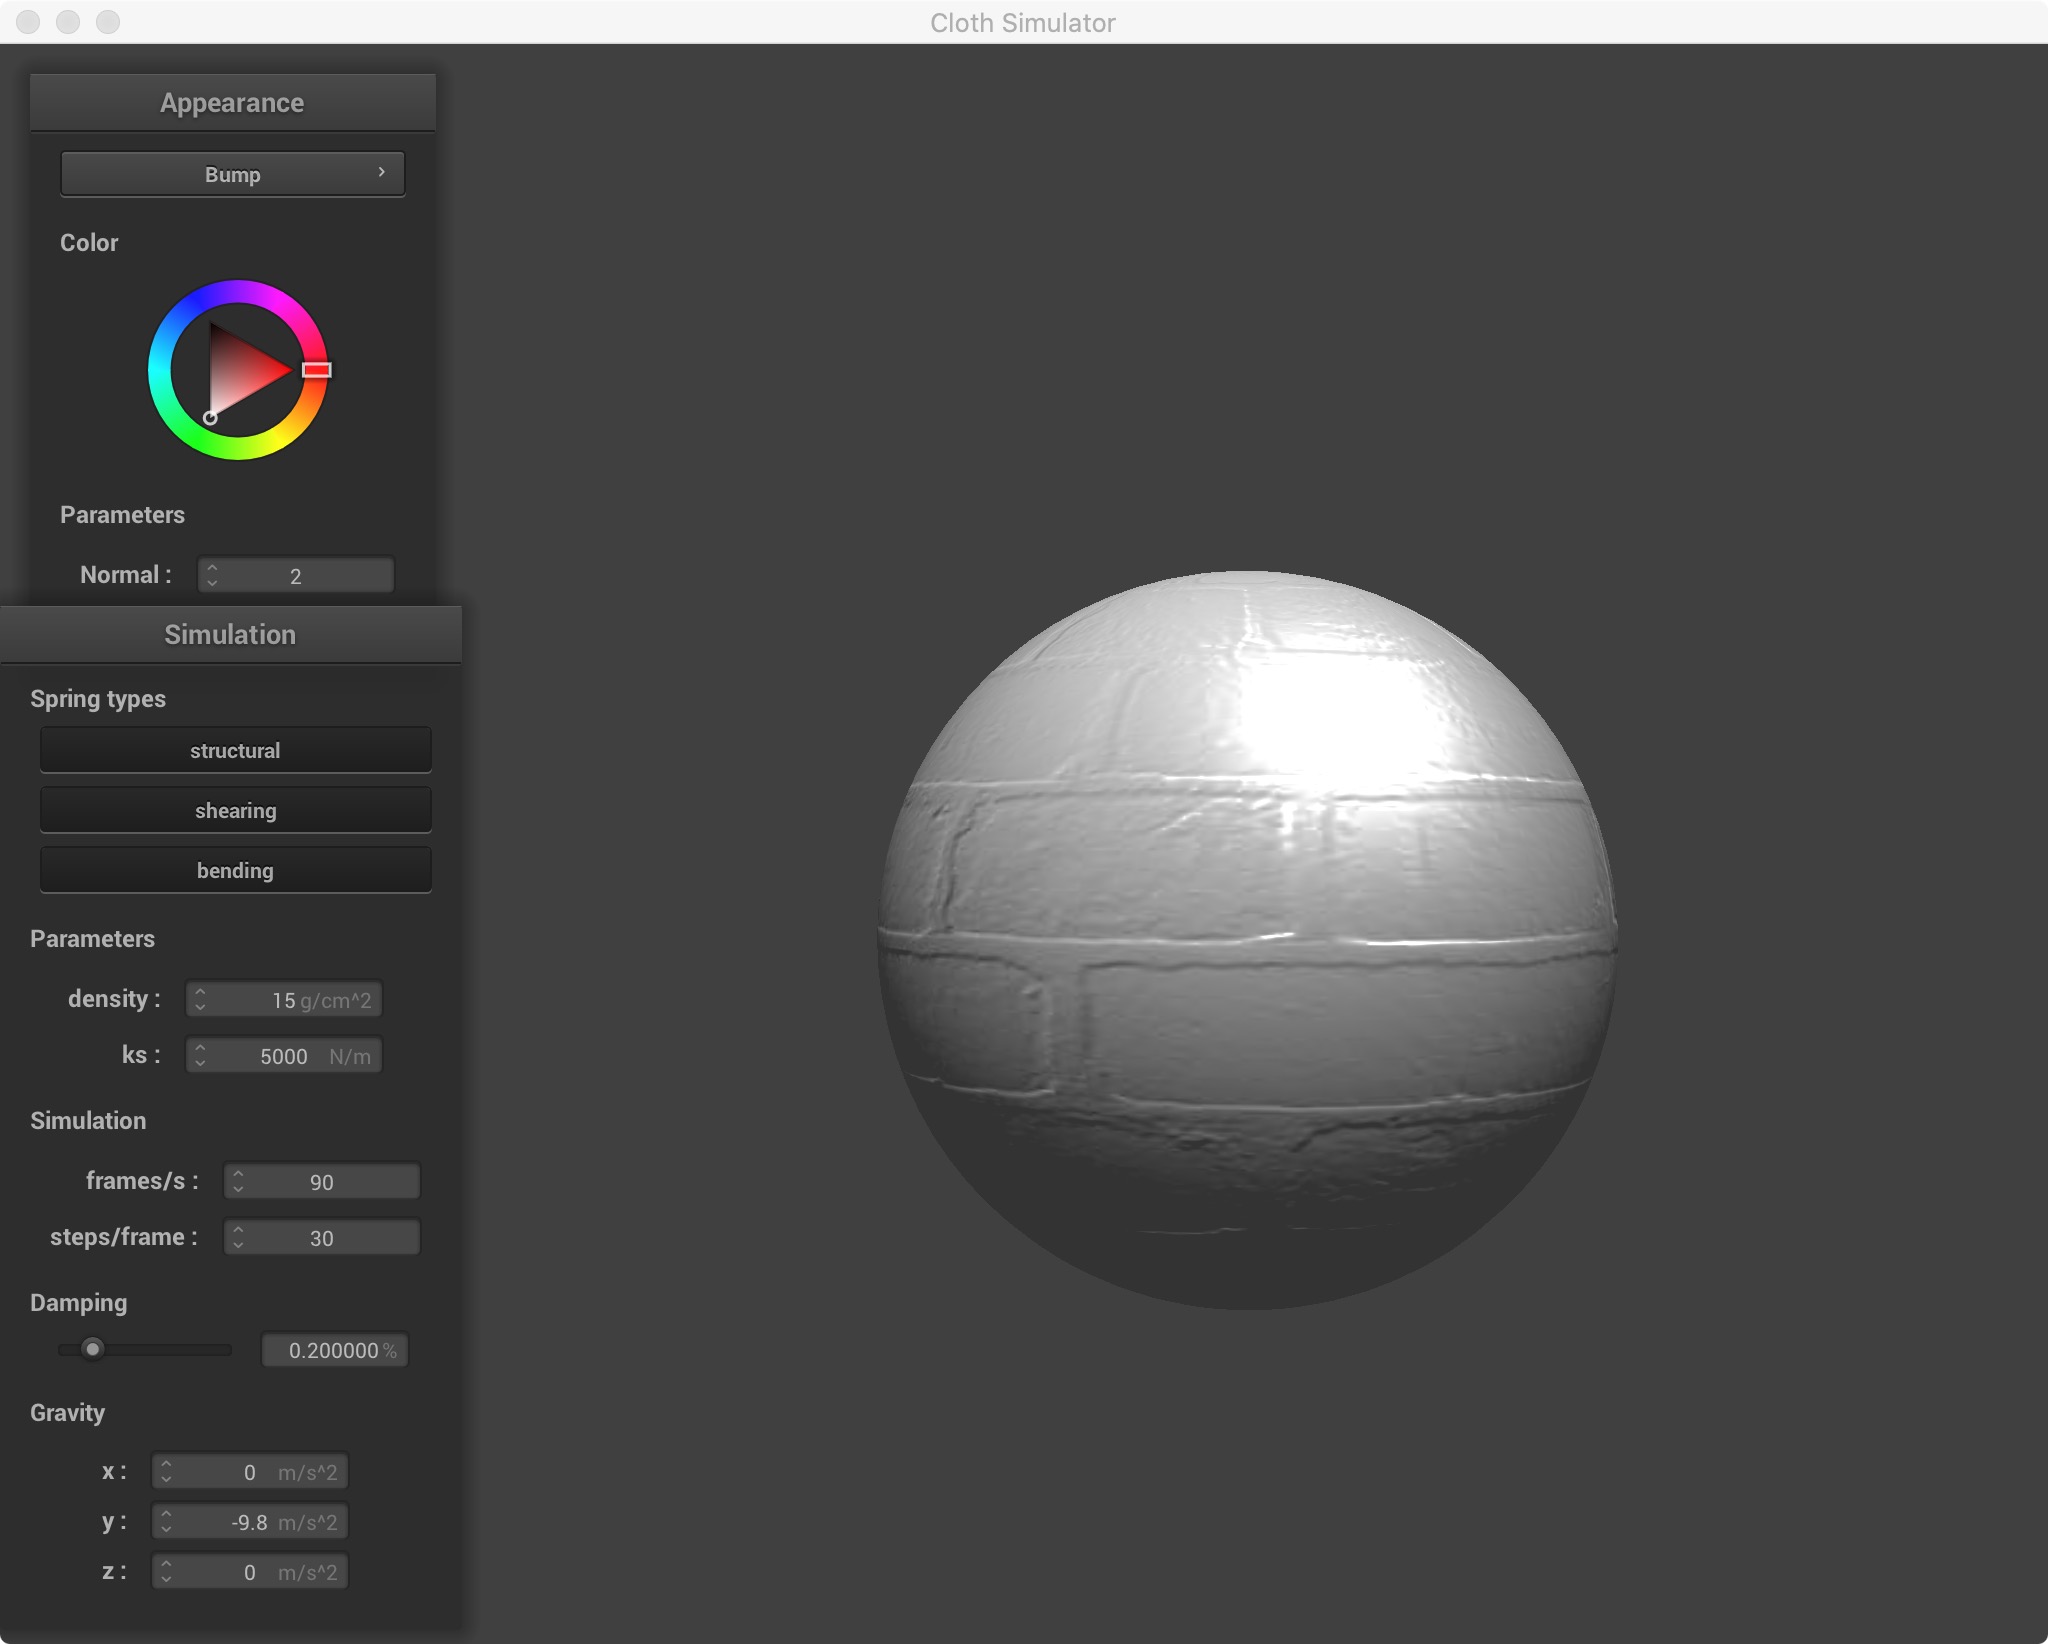 Cloth Simulator
Appearance
Bump
Color
Parameters
Normal : 2
Simulation
Spring types
structural
shearing
bending
Parameters
density : 15 g/cm^2
ks : 5000 N/m
Simulation
frames/s : 90
steps/frame : 30
Damping
0.200000 %
Gravity
x : 0 m/s^2
y : -9.8 m/s^2
z : 0 m/s^2